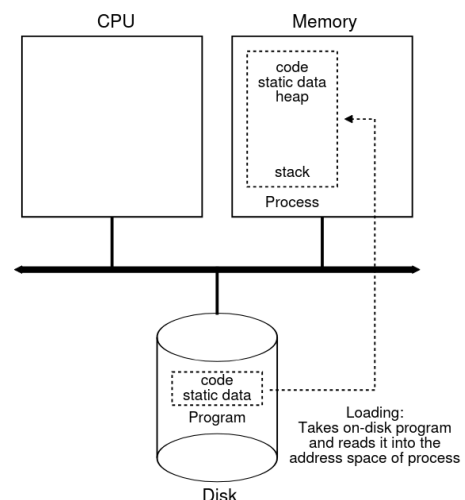 CPU
Memory
code
static data
heap
stack
Process
code
static data
Program
Loading:
Takes on-disk program
and reads it into the
address space of process
Disk